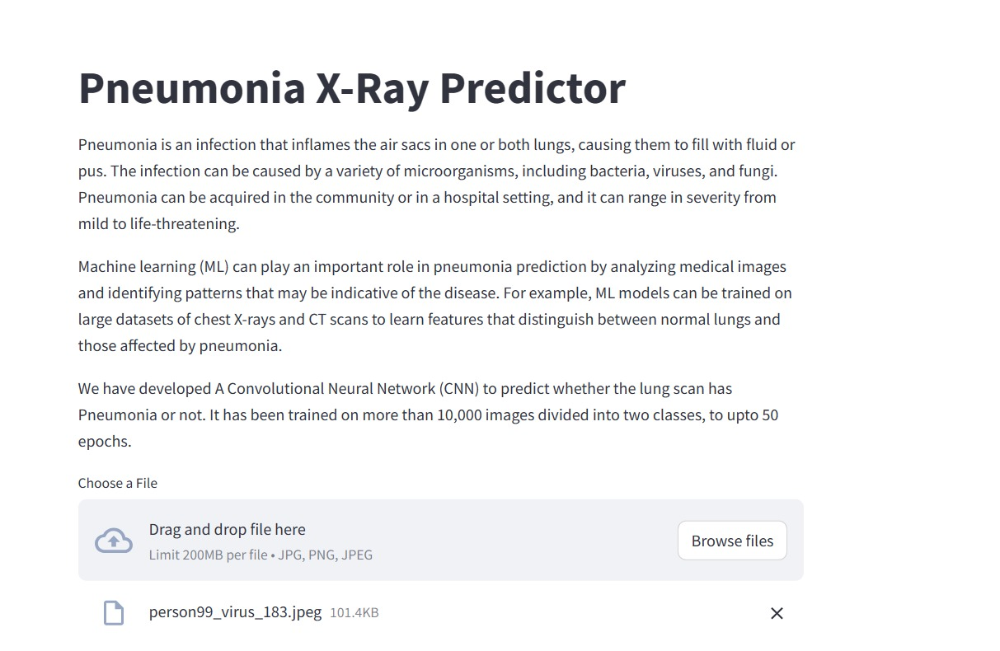 Pneumonia X-Ray Predictor
Pneumonia is an infection that inflames the air sacs in one or both lungs, causing them to fill with fluid or
pus. The infection can be caused by a variety of microorganisms, including bacteria, viruses, and fungi.
Pneumonia can be acquired in the community or in a hospital setting, and it can range in severity from
mild to life-threatening.
Machine learning (ML) can play an important role in pneumonia prediction by analyzing medical images
and identifying patterns that may be indicative of the disease. For example, ML models can be trained on
large datasets of chest X-rays and CT scans to learn features that distinguish between normal lungs and
those affected by pneumonia.
We have developed A Convolutional Neural Network (CNN) to predict whether the lung scan has
Pneumonia or not. It has been trained on more than 10,000 images divided into two classes, to upto 50
epochs.
Choose a File
Drag and drop file here
Limit 200MB per file • JPG, PNG, JPEG
Browse files
person99_virus_183.jpeg 101.4KB